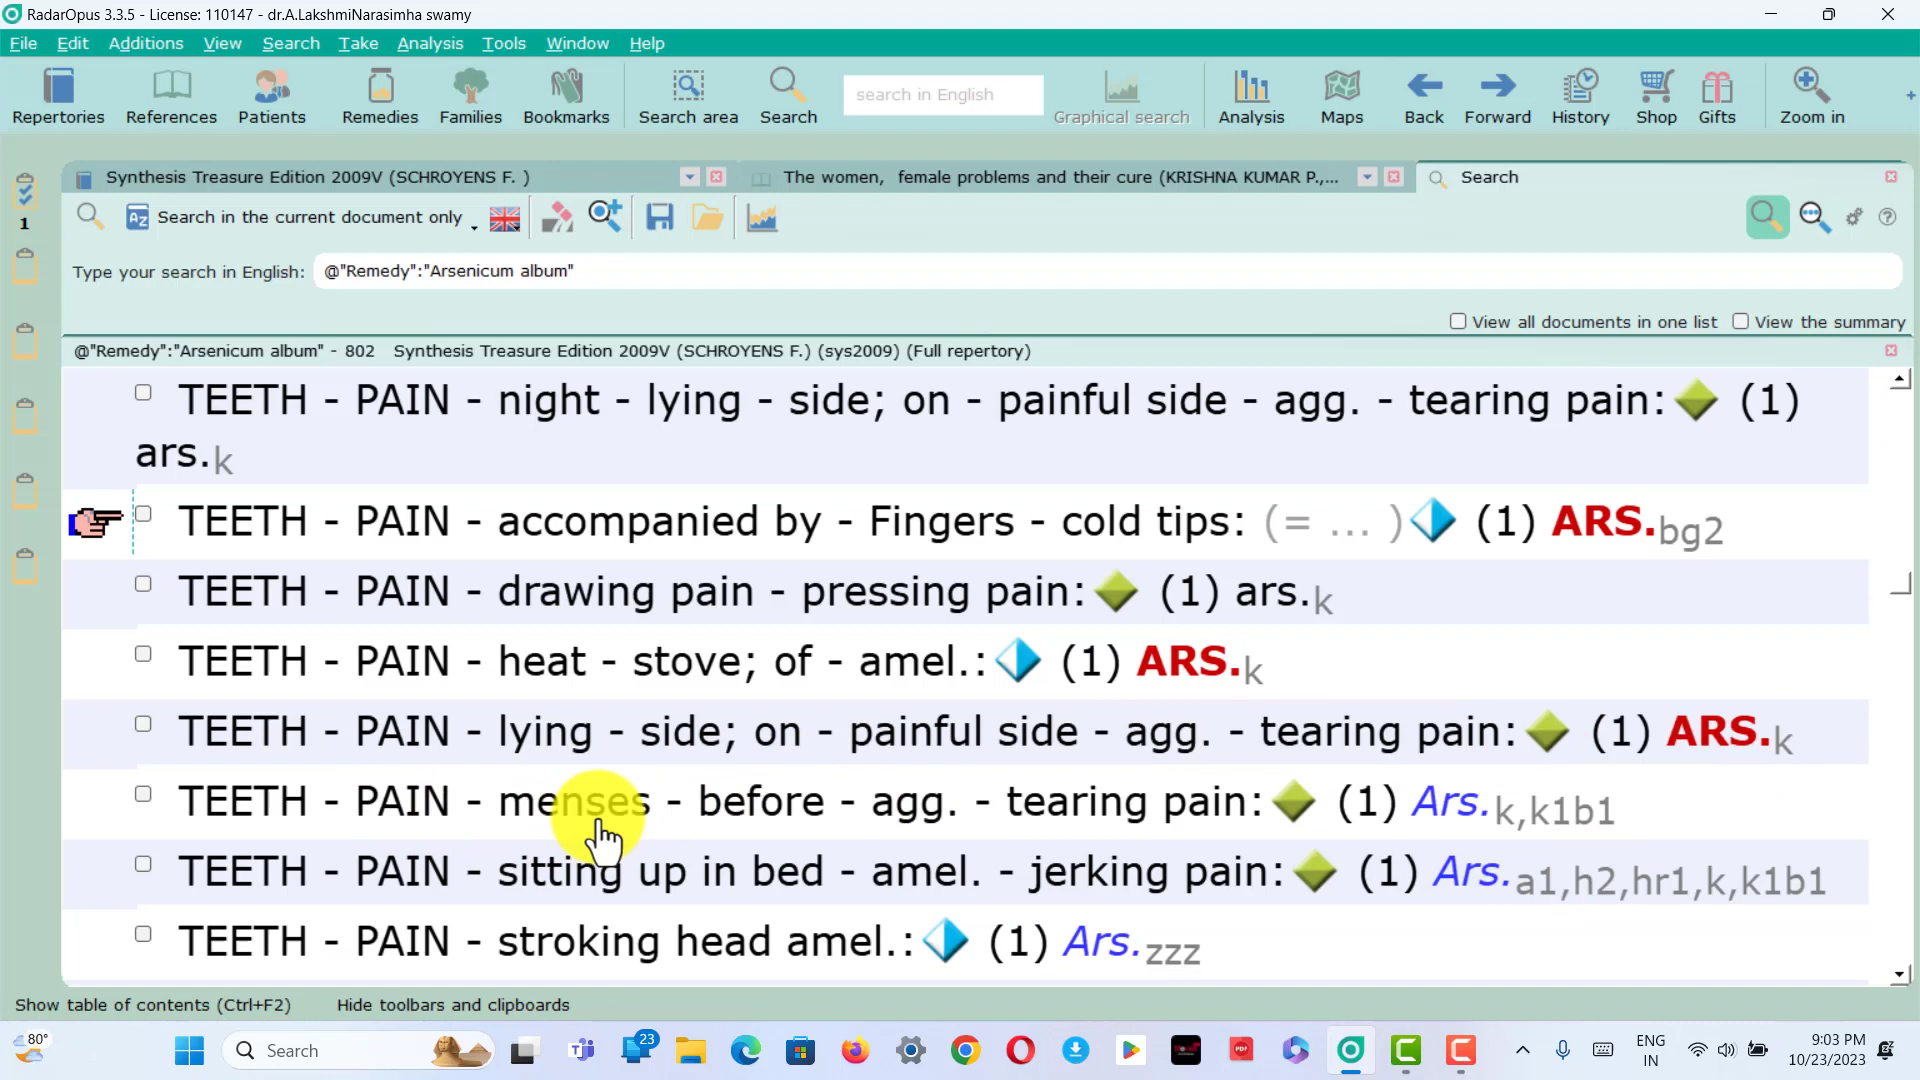 RadarOpus 3.3.5 - License: 110147 - dr.A.LakshmiNarasimha swamy
File Edit Additions View Search Take Analysis Tools Window Help
Repertories References Patients Remedies Families Bookmarks Search area Search search in English Graphical search Analysis Maps Back Forward History Shop Gifts Zoom in
Synthesis Treasure Edition 2009V (SCHROYENS F. ) The women, female problems and their cure (KRISHNA KUMAR P.,... Search
1
Search in the current document only
Type your search in English: @"Remedy":"Arsenicum album"
View all documents in one list View the summary
@"Remedy":"Arsenicum album" - 802 Synthesis Treasure Edition 2009V (SCHROYENS F.) (sys2009) (Full repertory)
TEETH - PAIN - night - lying - side; on - painful side - agg. - tearing pain: (1)
ars.k
TEETH - PAIN - accompanied by - Fingers - cold tips: (= ... ) (1) ARS.bg2
TEETH - PAIN - drawing pain - pressing pain: (1) ars.k
TEETH - PAIN - heat - stove; of - amel.: (1) ARS.k
TEETH - PAIN - lying - side; on - painful side - agg. - tearing pain: (1) ARS.k
TEETH - PAIN - menses - before - agg. - tearing pain: (1) Ars.k,k1b1
TEETH - PAIN - sitting up in bed - amel. - jerking pain: (1) Ars.a1,h2,hr1,k,k1b1
TEETH - PAIN - stroking head amel.: (1) Ars.zzz
Show table of contents (Ctrl+F2) Hide toolbars and clipboards
80° Search 23 ENG 9:03 PM
IN 10/23/2023